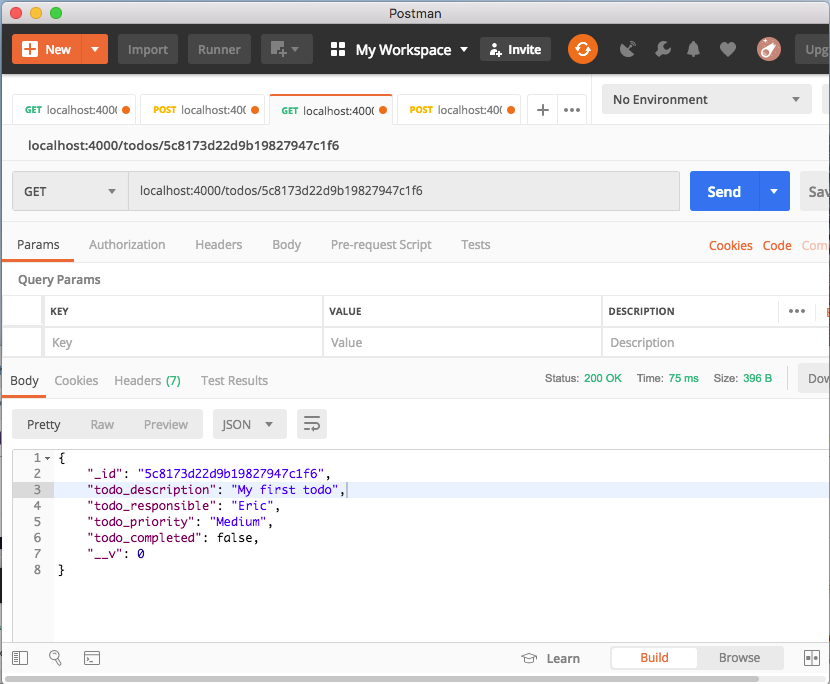 Postman
New Import Runner My Workspace Invite Upg
GET localhost:400( POST localhost:40( GET localhost:400( POST localhost:40( No Environment
localhost:4000/todos/5c8173d22d9b19827947c1f6
GET localhost:4000/todos/5c8173d22d9b19827947c1f6 Send Sav
Params Authorization Headers Body Pre-request Script Tests Cookies Code Com
Query Params
KEY VALUE DESCRIPTION
Key Value Description
Body Cookies Headers (7) Test Results Status: 200 OK Time: 75 ms Size: 396 B Dow
Pretty Raw Preview JSON
1 {
2 "_id": "5c8173d22d9b19827947c1f6",
3 "todo_description": "My first todo",
4 "todo_responsible": "Eric",
5 "todo_priority": "Medium",
6 "todo_completed": false,
7 "__v": 0
8 }
Learn Build Browse